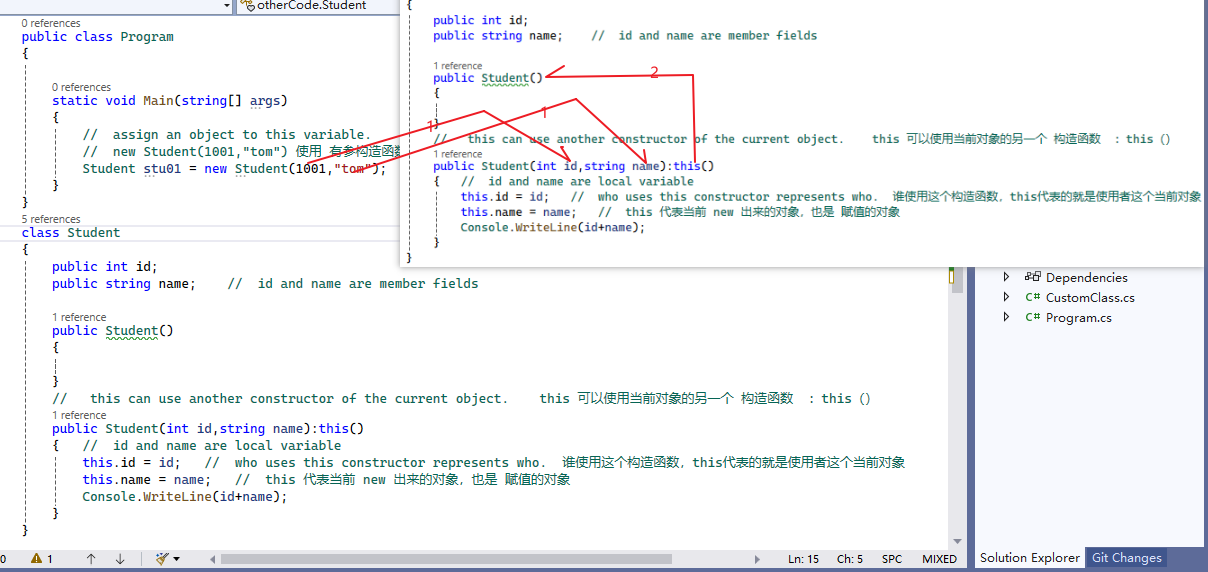 otherCode.Student
0 references
public class Program
{
0 references
static void Main(string[] args)
{
// assign an object to this variable.
// new Student(1001,"tom") 使用 有参构造函数
Student stu01 = new Student(1001,"tom");
}
}
5 references
class Student
{
public int id;
public string name; // id and name are member fields
1 reference
public Student()
{
}
// this can use another constructor of the current object. this 可以使用当前对象的另一个 构造函数 : this ()
1 reference
public Student(int id,string name):this()
{ // id and name are local variable
this.id = id; // who uses this constructor represents who. 谁使用这个构造函数，this代表的就是使用者这个当前对象
this.name = name; // this 代表当前 new 出来的对象，也是 赋值的对象
Console.WriteLine(id+name);
}
}
{
public int id;
public string name; // id and name are member fields
1 reference
public Student()
2
{
}
1
1
// this can use another constructor of the current object. this 可以使用当前对象的另一个 构造函数 : this ()
1 reference
public Student(int id,string name):this()
{ // id and name are local variable
this.id = id; // who uses this constructor represents who. 谁使用这个构造函数，this代表的就是使用者这个当前对象
this.name = name; // this 代表当前 new 出来的对象，也是 赋值的对象
Console.WriteLine(id+name);
}
}
Dependencies
C# CustomClass.cs
C# Program.cs
0 1 Ln: 15 Ch: 5 SPC MIXED
Solution Explorer Git Changes